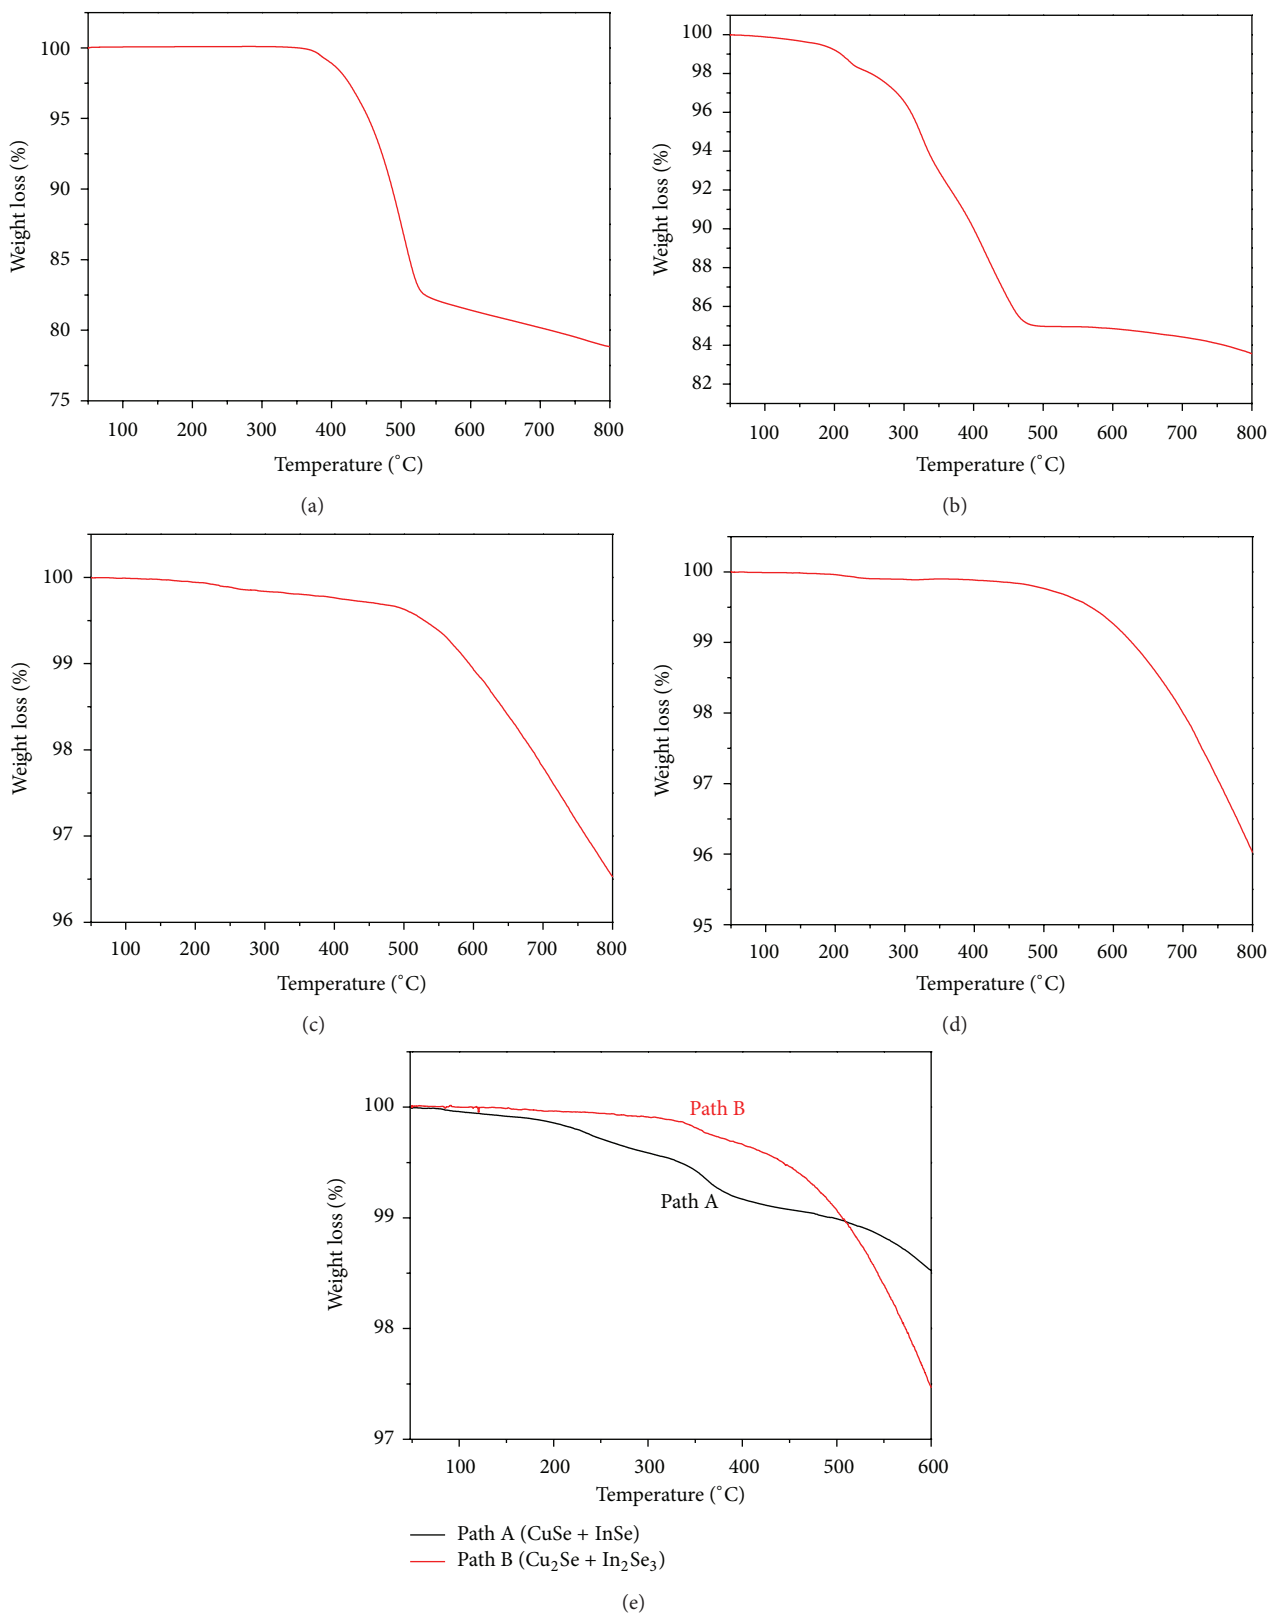 100
95
90
85
80
75
Weight loss (%)
100 200 300 400 500 600 700 800
Temperature (°C)
(a)
100
98
96
94
92
90
88
86
84
82
Weight loss (%)
100 200 300 400 500 600 700 800
Temperature (°C)
(b)
100
99
98
97
96
Weight loss (%)
100 200 300 400 500 600 700 800
Temperature (°C)
(c)
100
99
98
97
96
95
Weight loss (%)
100 200 300 400 500 600 700 800
Temperature (°C)
(d)
100
99
98
97
Weight loss (%)
Path B
Path A
100 200 300 400 500 600
Temperature (°C)
Path A (CuSe + InSe)
Path B (Cu₂Se + In₂Se₃)
(e)